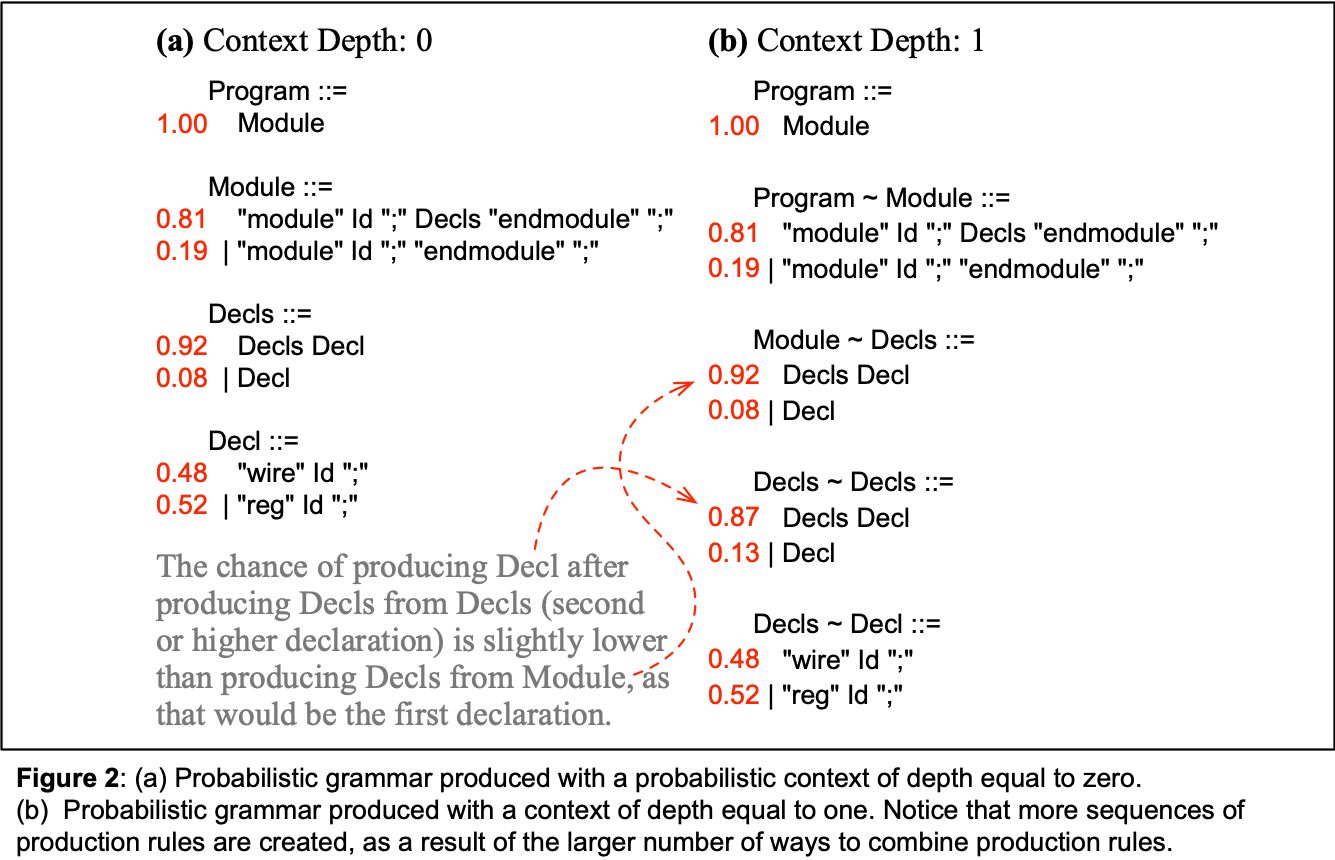 (a) Context Depth: 0
Program ::=
1.00 Module
Module ::=
0.81 "module" Id ";" Decls "endmodule" ";"
0.19 | "module" Id ";" "endmodule" ";"
Decls ::=
0.92 Decls Decl
0.08 | Decl
Decl ::=
0.48 "wire" Id ";"
0.52 | "reg" Id ";"
The chance of producing Decl after
producing Decls from Decls (second
or higher declaration) is slightly lower
than producing Decls from Module, as
that would be the first declaration.
(b) Context Depth: 1
Program ::=
1.00 Module
Program ~ Module ::=
0.81 "module" Id ";" Decls "endmodule" ";"
0.19 | "module" Id ";" "endmodule" ";"
Module ~ Decls ::=
0.92 Decls Decl
0.08 | Decl
Decls ~ Decls ::=
0.87 Decls Decl
0.13 | Decl
Decls ~ Decl ::=
0.48 "wire" Id ";"
0.52 | "reg" Id ";"
Figure 2: (a) Probabilistic grammar produced with a probabilistic context of depth equal to zero.
(b) Probabilistic grammar produced with a context of depth equal to one. Notice that more sequences of
production rules are created, as a result of the larger number of ways to combine production rules.